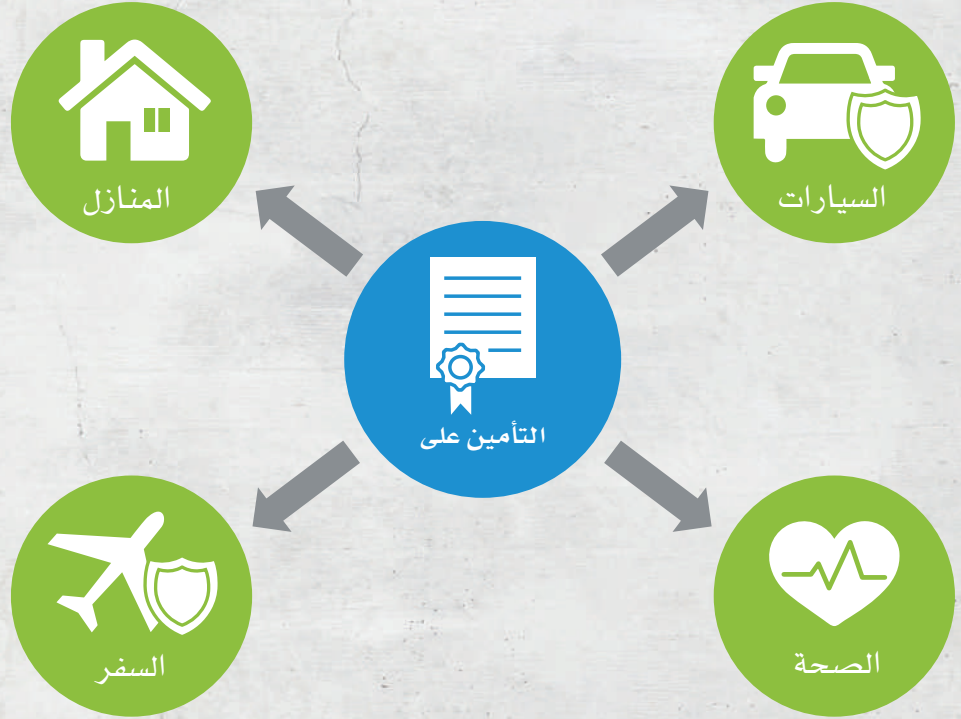 السيارات
المنازل
التأمين على
الصحة
السفر